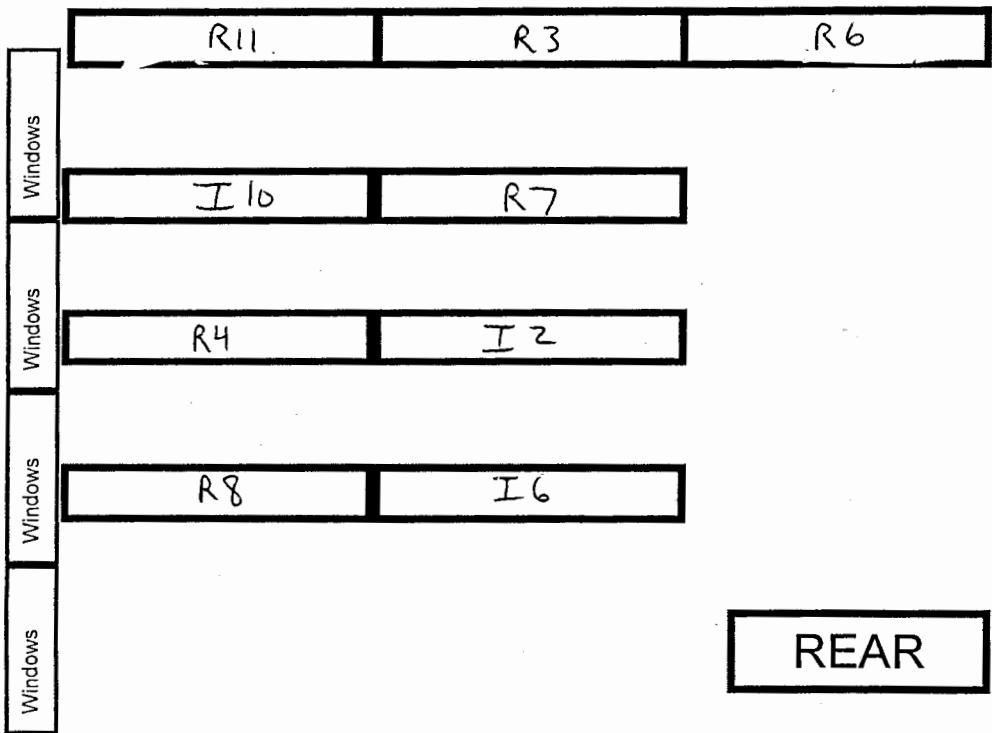 R11. R3 R6
Windows
I10 R7
Windows
R4 I2
Windows
R8 I6
Windows
REAR